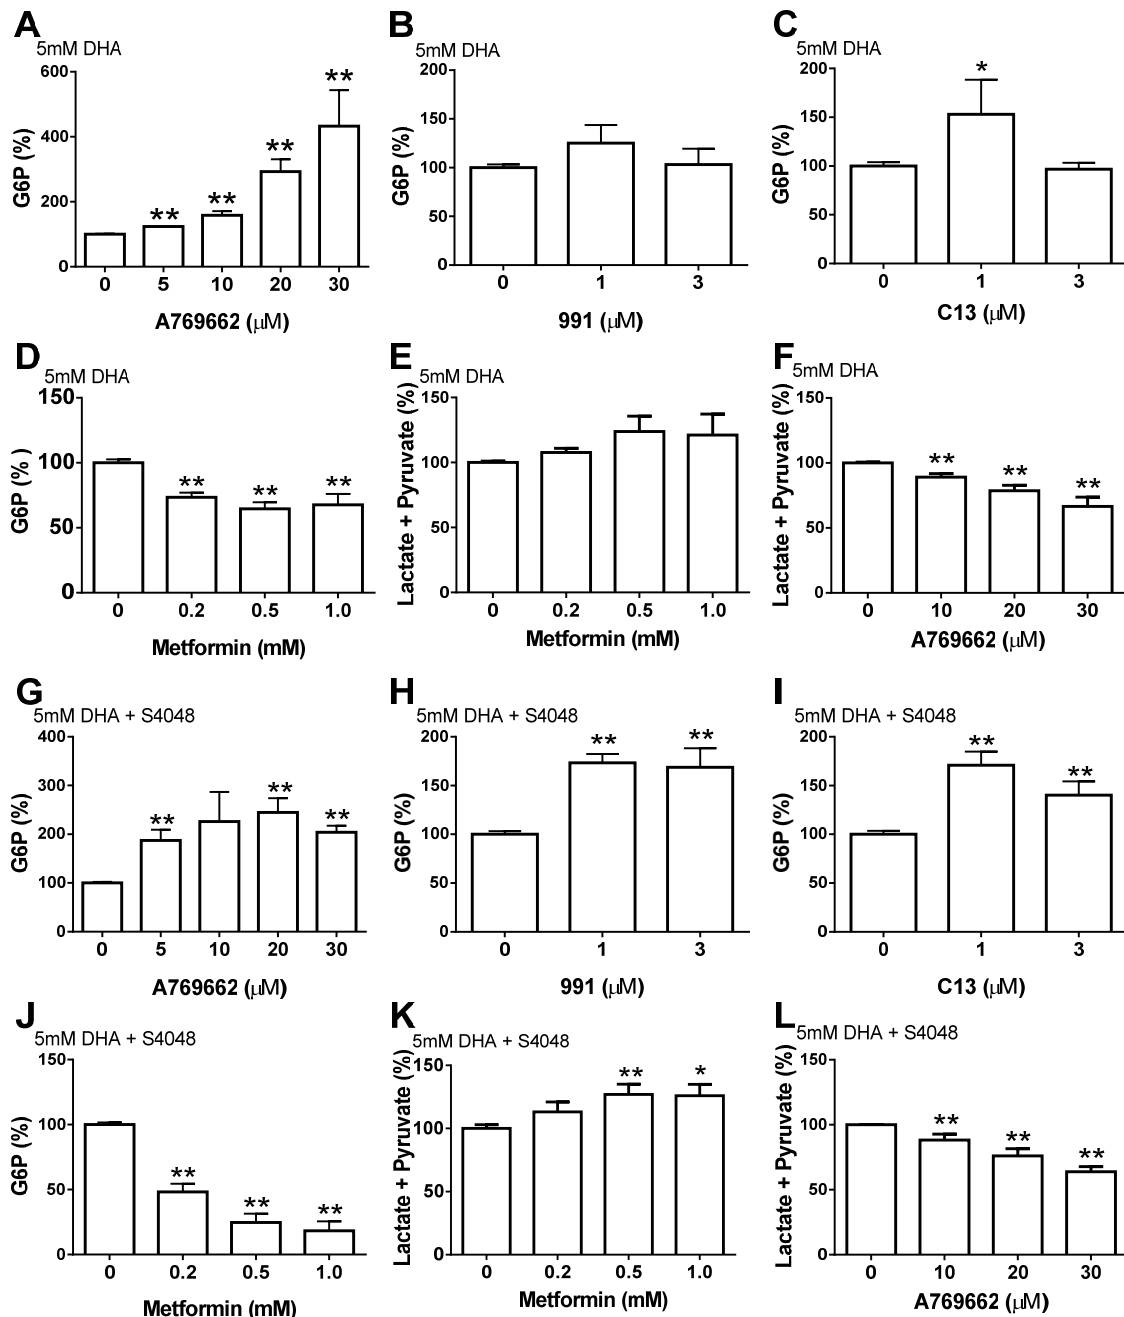 A
5mM DHA
G6P (%)
600
400
200
0
** ** ** **
0 5 10 20 30
A769662 (μM)
B
5mM DHA
G6P (%)
200
150
100
50
0
0 1 3
991 (μM)
C
5mM DHA
G6P (%)
200
150
100
50
0
*
0 1 3
C13 (μM)
D
5mM DHA
G6P (% )
150
100
50
0
** ** **
0 0.2 0.5 1.0
Metformin (mM)
E
5mM DHA
Lactate + Pyruvate (%)
150
100
50
0
0 0.2 0.5 1.0
Metformin (mM)
F
5mM DHA
Lactate + Pyruvate (%)
150
100
50
0
** ** **
0 10 20 30
A769662 (μM)
G
5mM DHA + S4048
G6P (%)
400
300
200
100
0
** ** **
0 5 10 20 30
A769662 (μM)
H
5mM DHA + S4048
G6P (%)
200
150
100
50
0
** **
0 1 3
991 (μM)
I
5mM DHA + S4048
G6P (%)
200
150
100
50
0
** **
0 1 3
C13 (μM)
J
5mM DHA + S4048
G6P (%)
150
100
50
0
** ** **
0 0.2 0.5 1.0
Metformin (mM)
K
5mM DHA + S4048
Lactate + Pyruvate (%)
150
100
50
0
** *
0 0.2 0.5 1.0
Metformin (mM)
L
5mM DHA + S4048
Lactate + Pyruvate (%)
150
100
50
0
** ** **
0 10 20 30
A769662 (μM)